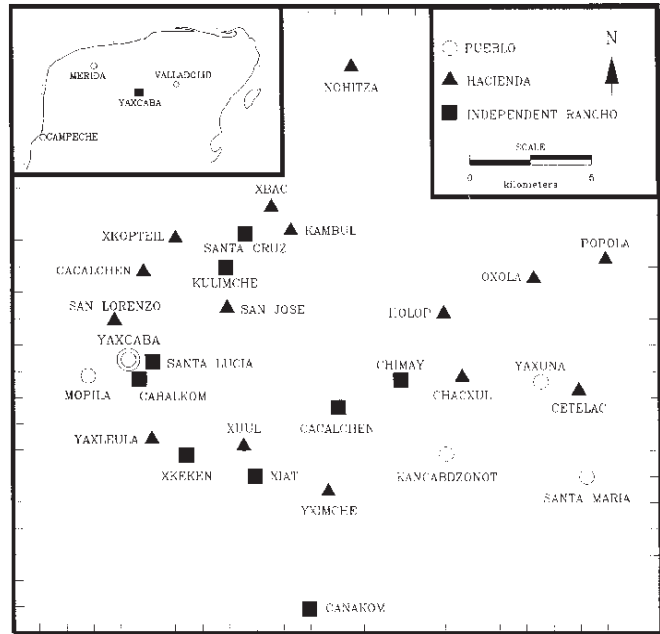 MERIDA
VALLADOLID
YAXCABA
CAMPECHE
NOHITZA
PUEBLO
N
HACIENDA
INDEPENDENT RANCHO
SCALE
0
5
kilometers
XBAC
KAMBUL
XKOPTEIL
SANTA CRUZ
POPOLA
CACALCHEN
KULIMCHE
OXOLA
SAN LORENZO
SAN JOSE
HOLOP
YAXCABA
SANTA LUCIA
CHIMAY
YAXUNA
MOPILA
CAHALKOM
CHACXUL
CETELAC
CACALCHEN
YAXLEULA
XUUL
XKEKEN
XIAT
KANCABDZONOT
SANTA MARIA
YXIMCHE
CANAKOM